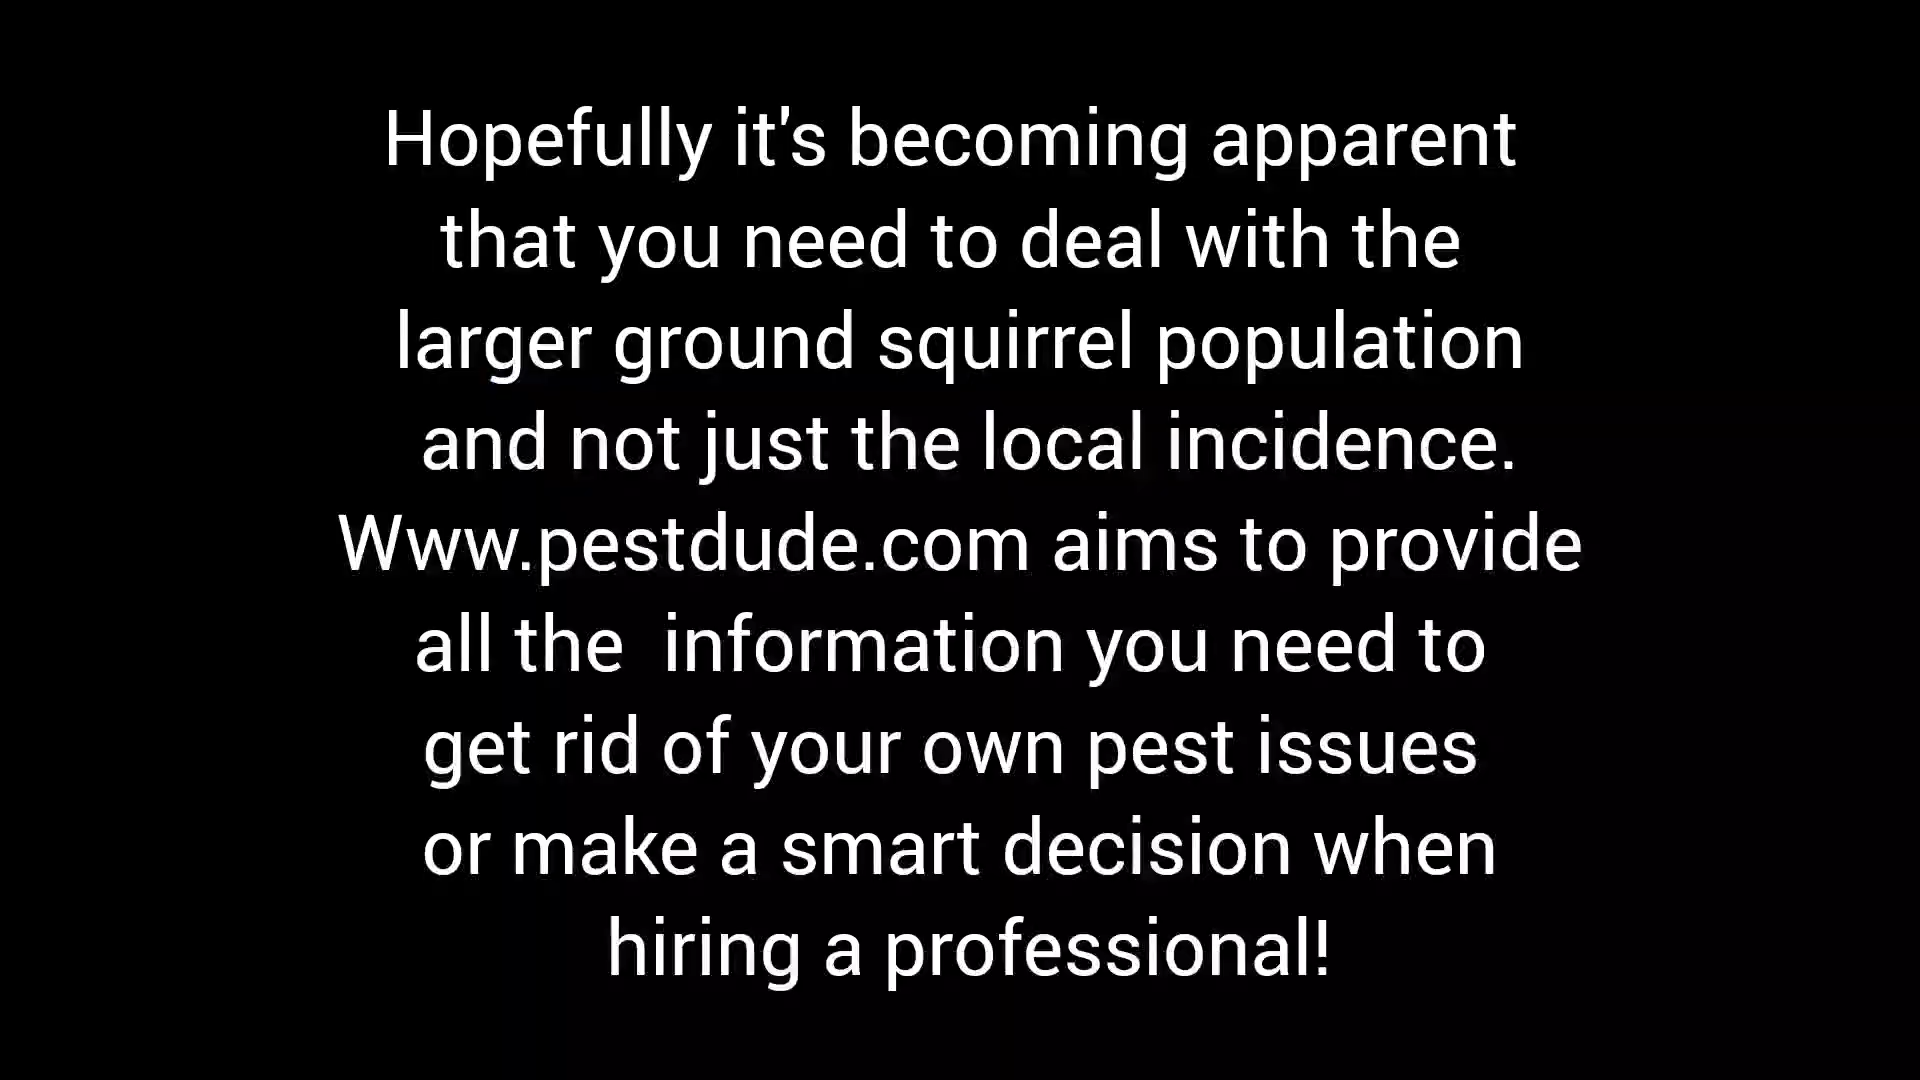 Hopefully it's becoming apparent
that you need to deal with the
larger ground squirrel population
and not just the local incidence.
Www.pestdude.com aims to provide
all the  information you need to
get rid of your own pest issues
or make a smart decision when
hiring a professional!